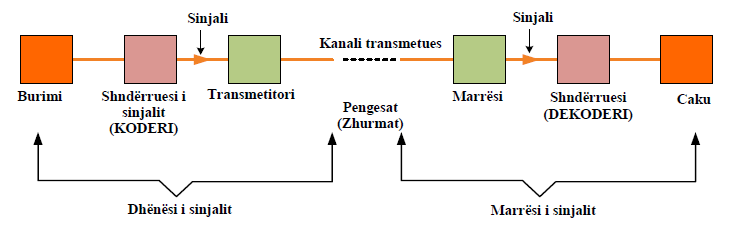 Sinjali
Sinjali
Kanali transmetues
Burimi
Shndërruesi i
sinjalit
(KODERI)
Transmetitori
Pengesat
(Zhurmat)
Marrësi
Shndërruesi
(DEKODERI)
Caku
Dhënësi i sinjalit
Marrësi i sinjalit